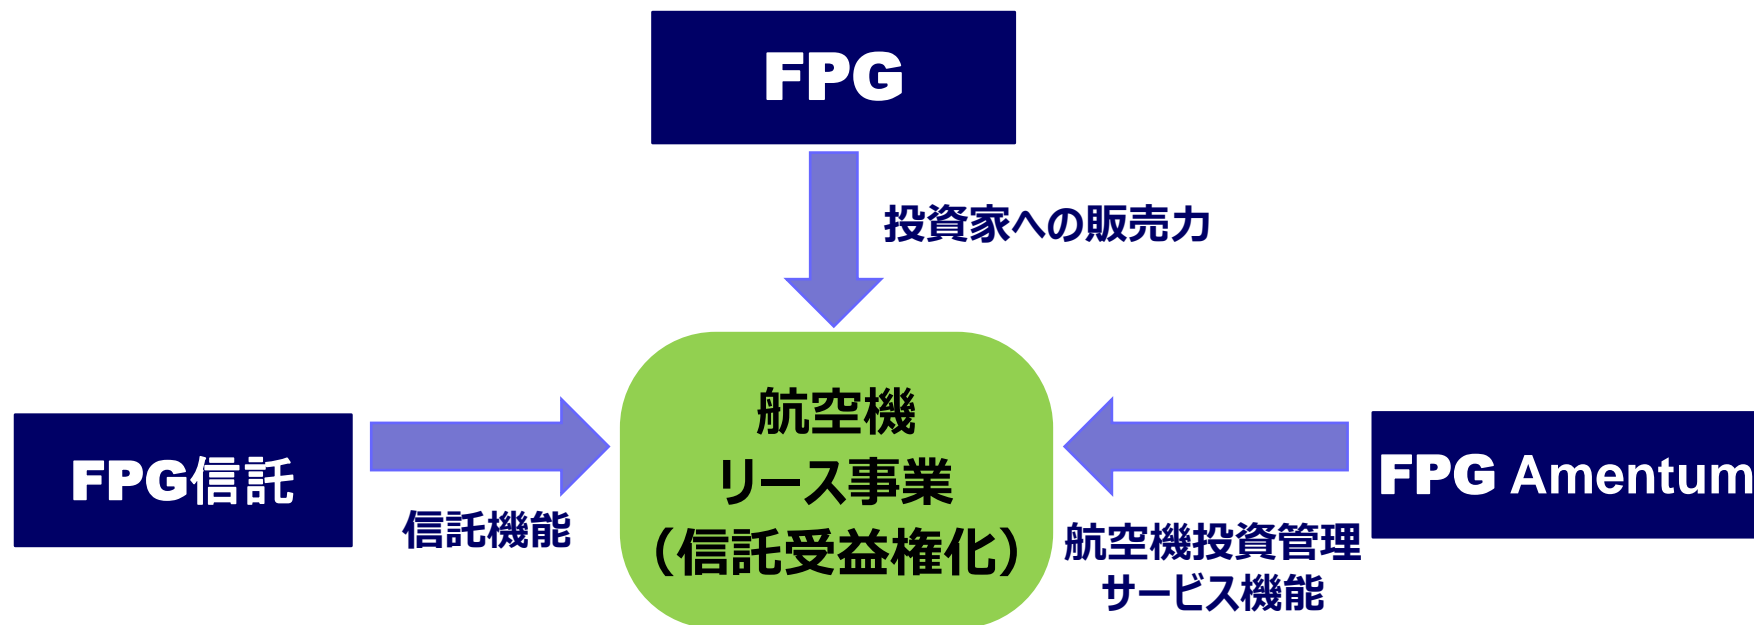 FPG
投資家への販売力
航空機
リース事業
（信託受益権化）
FPG信託
信託機能
FPG Amentum
航空機投資管理
サービス機能